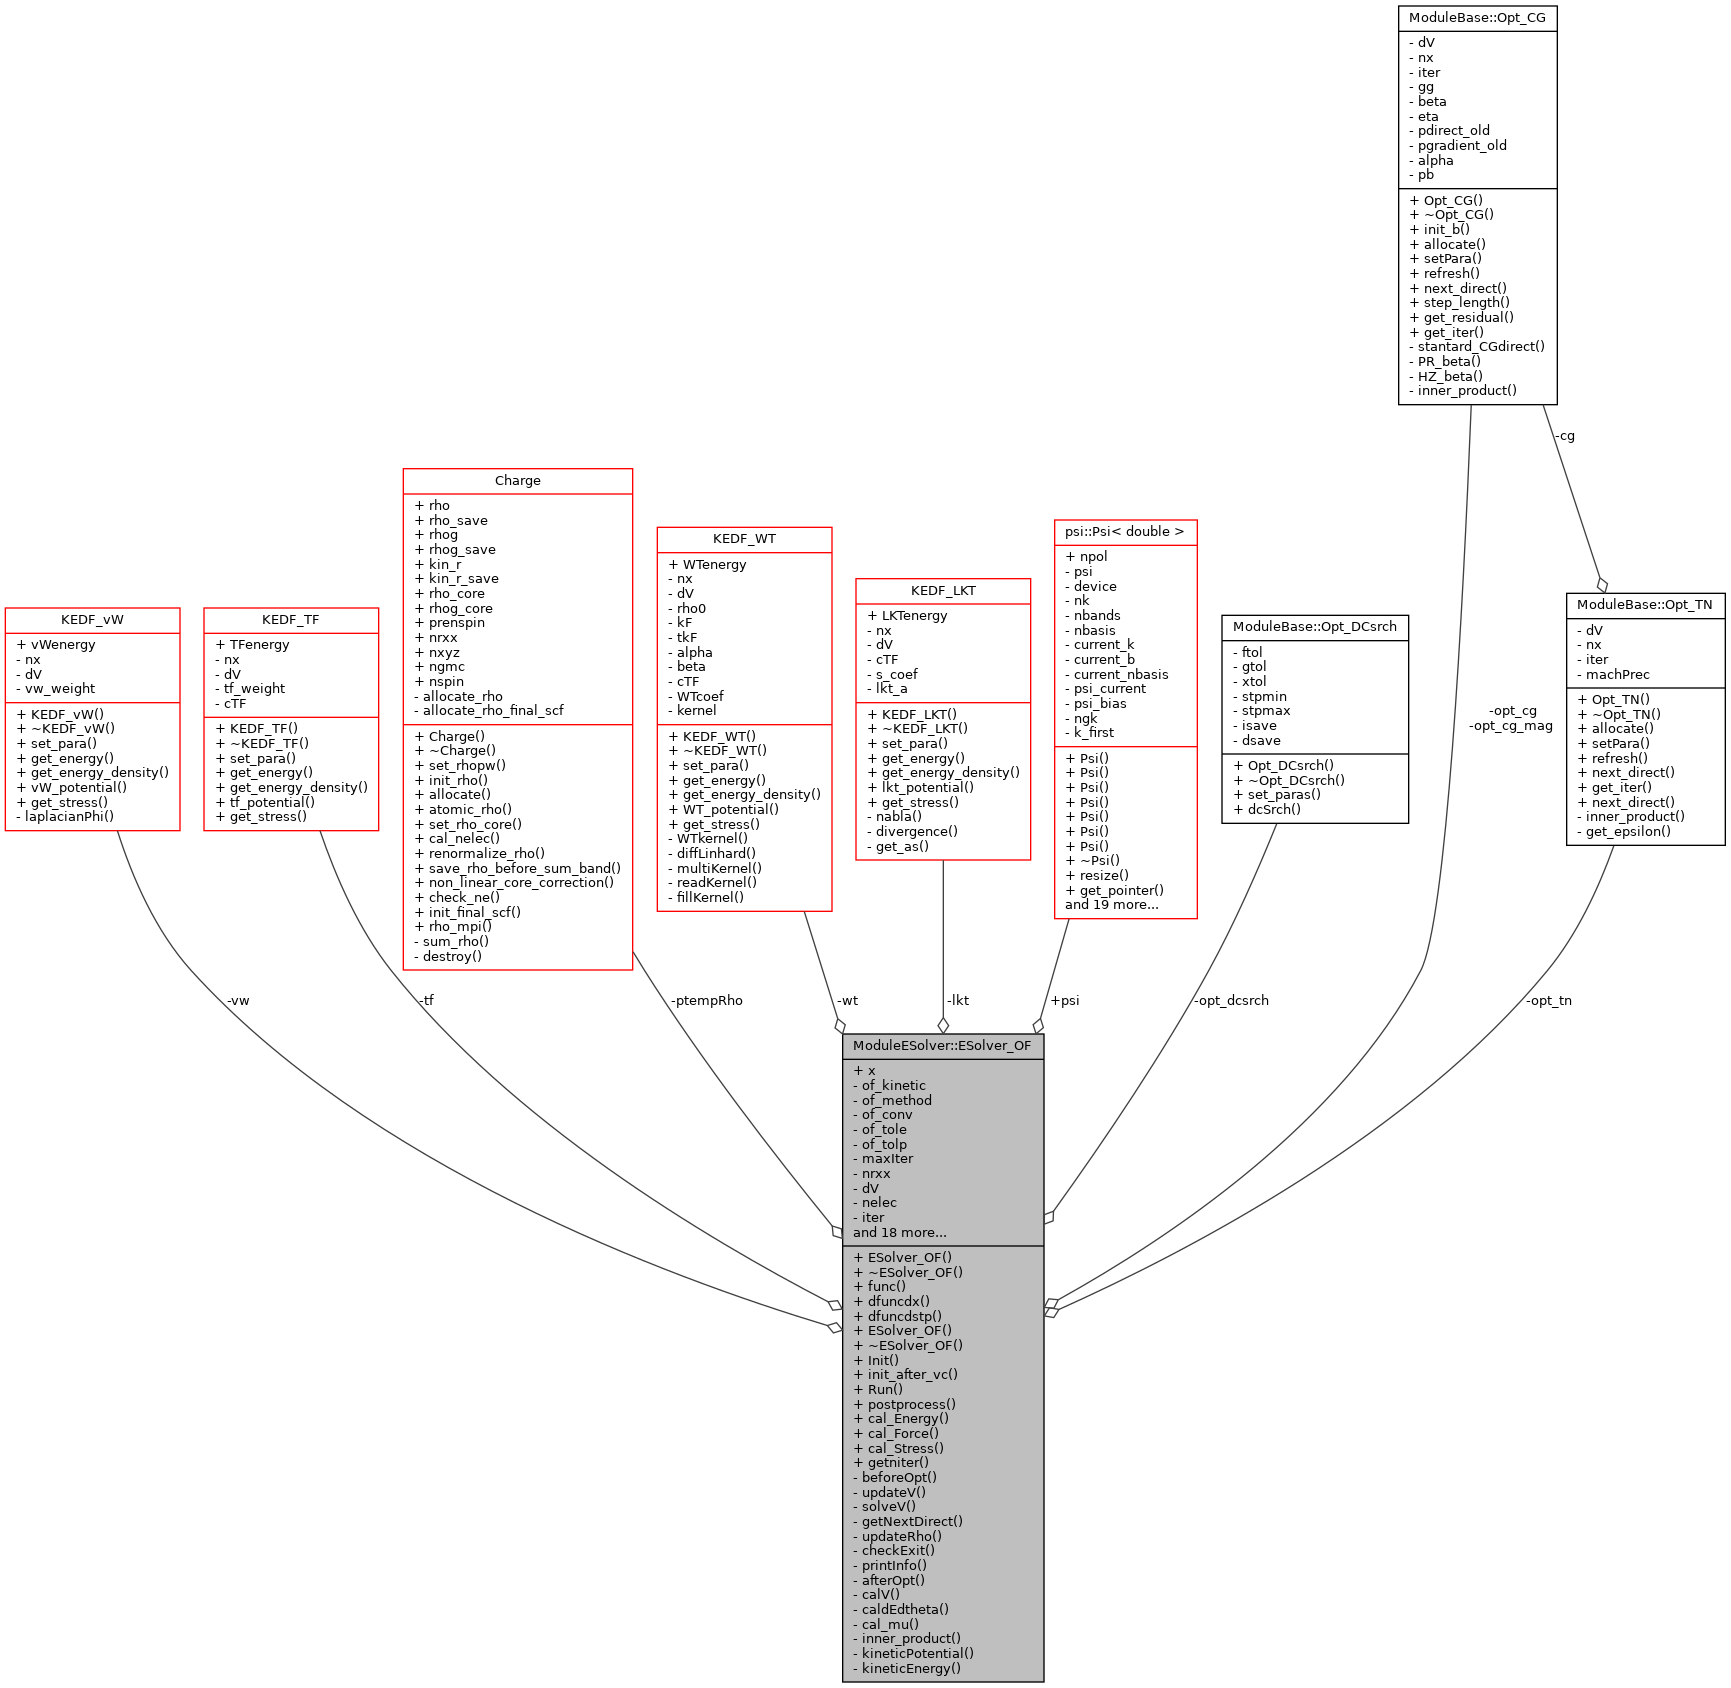 ModuleBase::Opt_CG
- dV
- nx
- iter
- gg
- beta
- eta
- pdirect_old
- pgradient_old
- alpha
- pb
+ Opt_CG()
+ ~Opt_CG()
+ init_b()
+ allocate()
+ setPara()
+ refresh()
+ next_direct()
+ step_length()
+ get_residual()
+ get_iter()
- stantard_CGdirect()
- PR_beta()
- HZ_beta()
- inner_product()
-cg
KEDF_vW
+ vWenergy
- nx
- dV
- vw_weight
+ KEDF_vW()
+ ~KEDF_vW()
+ set_para()
+ get_energy()
+ get_energy_density()
+ vW_potential()
+ get_stress()
- laplacianPhi()
KEDF_TF
+ TFenergy
- nx
- dV
- tf_weight
- cTF
+ KEDF_TF()
+ ~KEDF_TF()
+ set_para()
+ get_energy()
+ get_energy_density()
+ tf_potential()
+ get_stress()
Charge
+ rho
+ rho_save
+ rhog
+ rhog_save
+ kin_r
+ kin_r_save
+ rho_core
+ rhog_core
+ prenspin
+ nrxx
+ nxyz
+ ngmc
+ nspin
- allocate_rho
- allocate_rho_final_scf
+ Charge()
+ ~Charge()
+ set_rhopw()
+ init_rho()
+ allocate()
+ atomic_rho()
+ set_rho_core()
+ cal_nelec()
+ renormalize_rho()
+ save_rho_before_sum_band()
+ non_linear_core_correction()
+ check_ne()
+ init_final_scf()
+ rho_mpi()
- sum_rho()
- destroy()
KEDF_WT
+ WTenergy
- nx
- dV
- rho0
- kF
- tkF
- alpha
- beta
- cTF
- WTcoef
- kernel
+ KEDF_WT()
+ ~KEDF_WT()
+ set_para()
+ get_energy()
+ get_energy_density()
+ WT_potential()
+ get_stress()
- WTkernel()
- diffLinhard()
- multiKernel()
- readKernel()
- fillKernel()
KEDF_LKT
+ LKTenergy
- nx
- dV
- cTF
- s_coef
- lkt_a
+ KEDF_LKT()
+ ~KEDF_LKT()
+ set_para()
+ get_energy()
+ get_energy_density()
+ lkt_potential()
+ get_stress()
- nabla()
- divergence()
- get_as()
psi::Psi< double >
+ npol
- psi
- device
- nk
- nbands
- nbasis
- current_k
- current_b
- current_nbasis
- psi_current
- psi_bias
- ngk
- k_first
+ Psi()
+ Psi()
+ Psi()
+ Psi()
+ Psi()
+ Psi()
+ Psi()
+ ~Psi()
+ resize()
+ get_pointer()
and 19 more...
ModuleBase::Opt_DCsrch
- ftol
- gtol
- xtol
- stpmin
- stpmax
- isave
- dsave
+ Opt_DCsrch()
+ ~Opt_DCsrch()
+ set_paras()
+ dcSrch()
-opt_cg
-opt_cg_mag
ModuleBase::Opt_TN
- dV
- nx
- iter
- machPrec
+ Opt_TN()
+ ~Opt_TN()
+ allocate()
+ setPara()
+ refresh()
+ next_direct()
+ get_iter()
+ next_direct()
- inner_product()
- get_epsilon()
-vw
-tf
-ptempRho
-wt
-lkt
+psi
-opt_dcsrch
-opt_tn
ModuleESolver::ESolver_OF
+ x
- of_kinetic
- of_method
- of_conv
- of_tole
- of_tolp
- maxIter
- nrxx
- dV
- nelec
- iter
and 18 more...
+ ESolver_OF()
+ ~ESolver_OF()
+ func()
+ dfuncdx()
+ dfuncdstp()
+ ESolver_OF()
+ ~ESolver_OF()
+ Init()
+ init_after_vc()
+ Run()
+ postprocess()
+ cal_Energy()
+ cal_Force()
+ cal_Stress()
+ getniter()
- beforeOpt()
- updateV()
- solveV()
- getNextDirect()
- updateRho()
- checkExit()
- printInfo()
- afterOpt()
- calV()
- caldEdtheta()
- cal_mu()
- inner_product()
- kineticPotential()
- kineticEnergy()